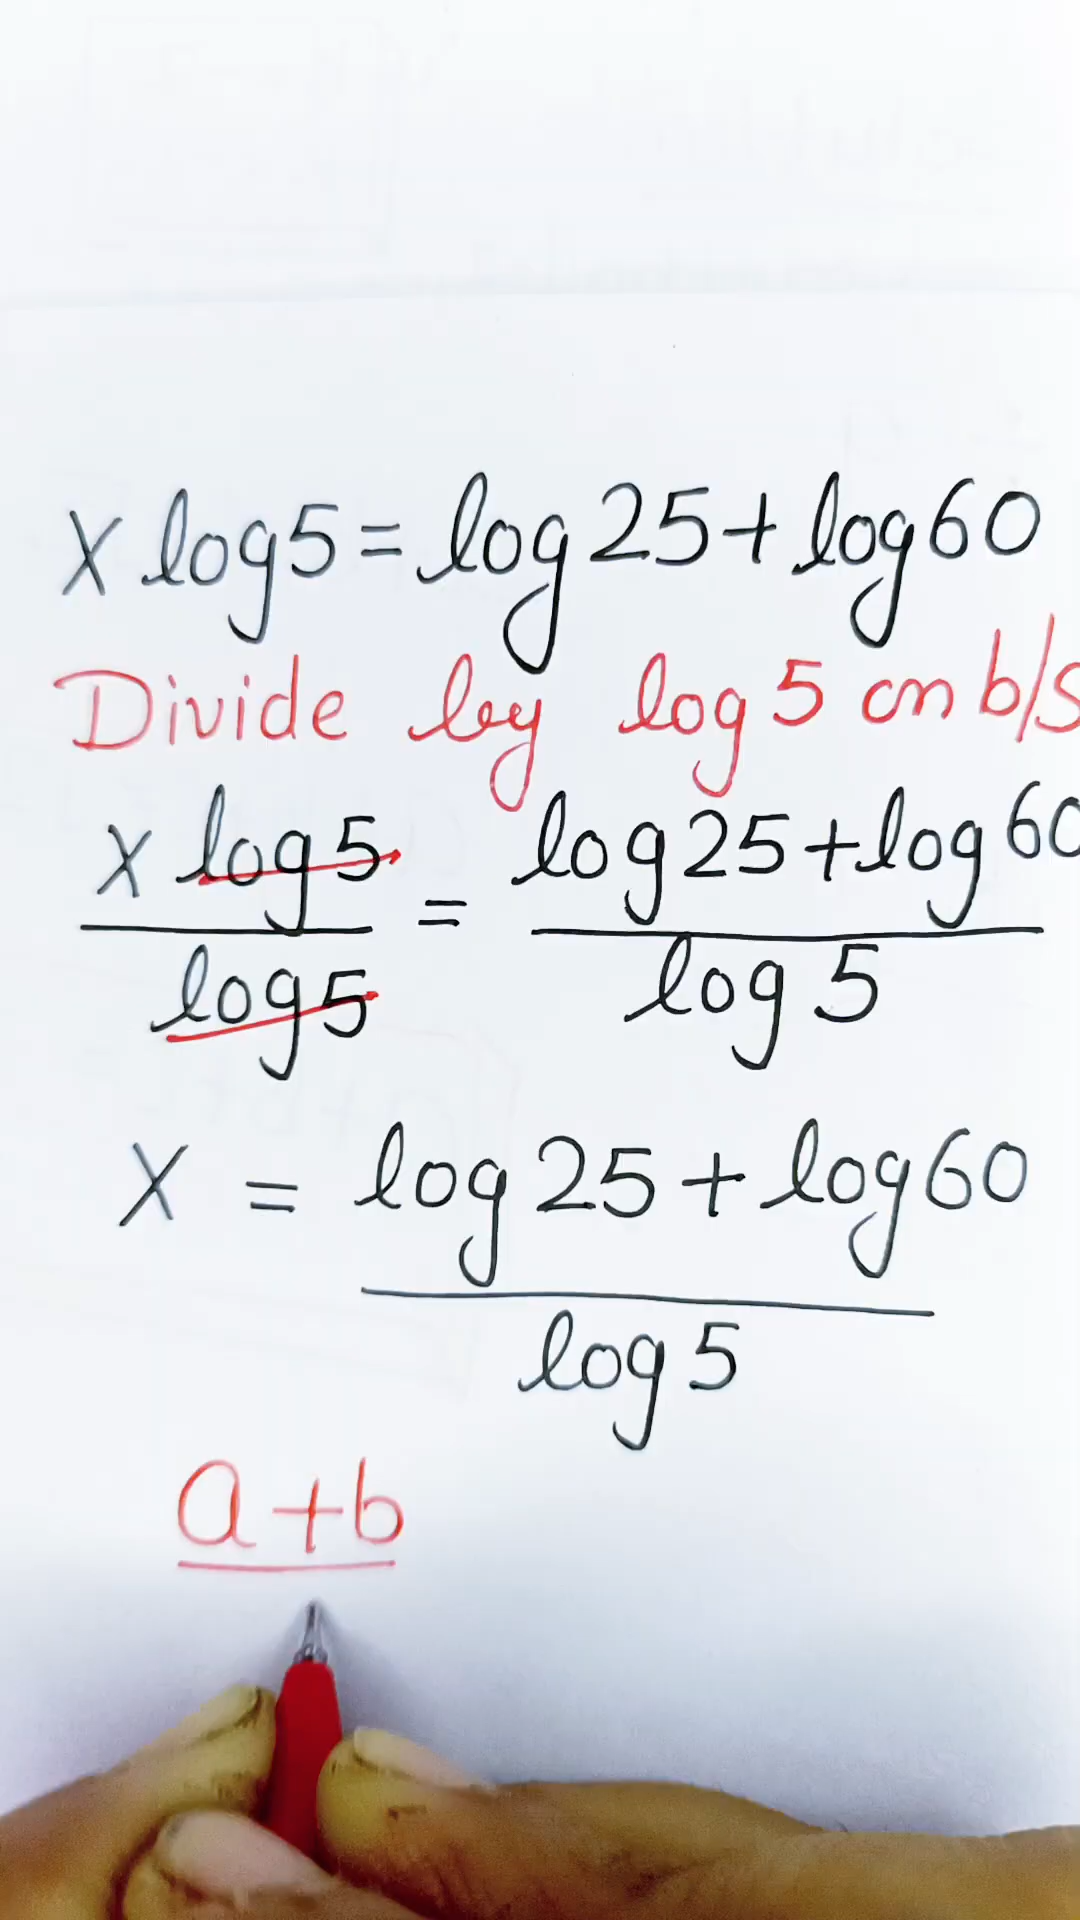 x log5 = log25 + log60
Divide by log5 on b/s
x log5 / log5 = log25 + log60 / log5
x = log25 + log60 / log5
a+b